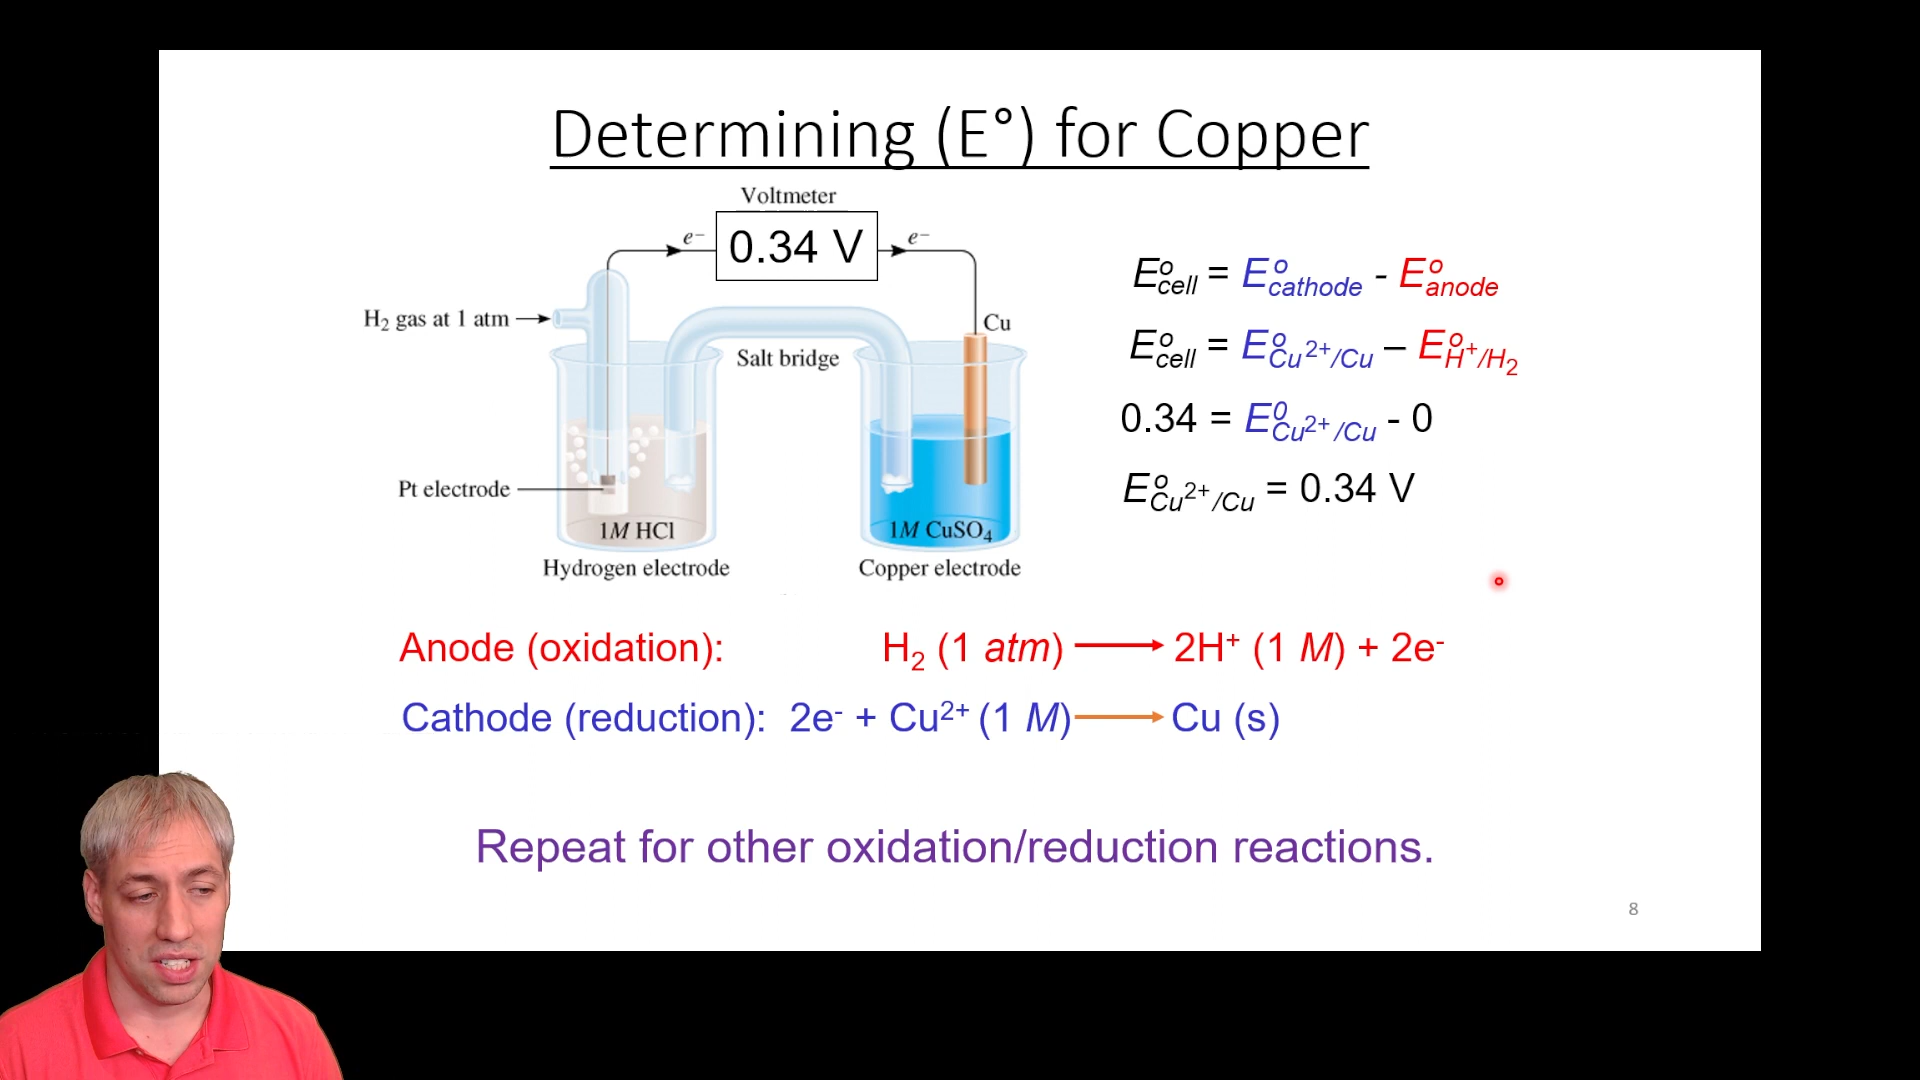 Determining (E°) for Copper
Voltmeter
e⁻ 0.34 V e⁻
H₂ gas at 1 atm
Cu
Salt bridge
Pt electrode
1M HCl
1M CuSO₄
Hydrogen electrode
Copper electrode
E°cell = E°cathode - E°anode
E°cell = E°Cu²⁺/Cu – E°H⁺/H₂
0.34 = E⁰Cu²⁺/Cu - 0
E°Cu²⁺/Cu = 0.34 V
Anode (oxidation): H₂ (1 atm) ⟶ 2H⁺ (1 M) + 2e⁻
Cathode (reduction): 2e⁻ + Cu²⁺ (1 M) ⟶ Cu (s)
Repeat for other oxidation/reduction reactions.
8